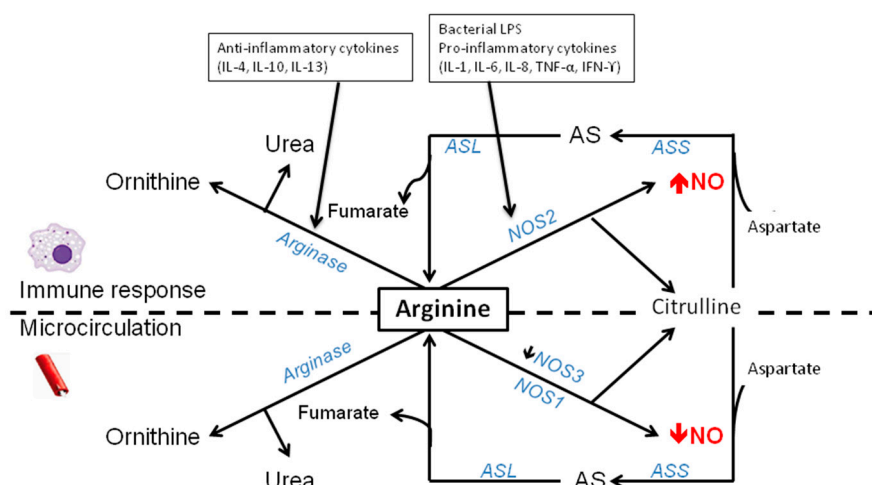 Anti-inflammatory cytokines
(IL-4, IL-10, IL-13)
Bacterial LPS
Pro-inflammatory cytokines
(IL-1, IL-6, IL-8, TNF-α, IFN-ϒ)
Urea
ASL
AS
ASS
Ornithine
NO
Fumarate
NOS2
Aspartate
Arginase
Immune response
Arginine
Citrulline
Microcirculation
Arginase
NOS3
NOS1
Aspartate
Fumarate
Ornithine
NO
Urea
ASL
AS
ASS